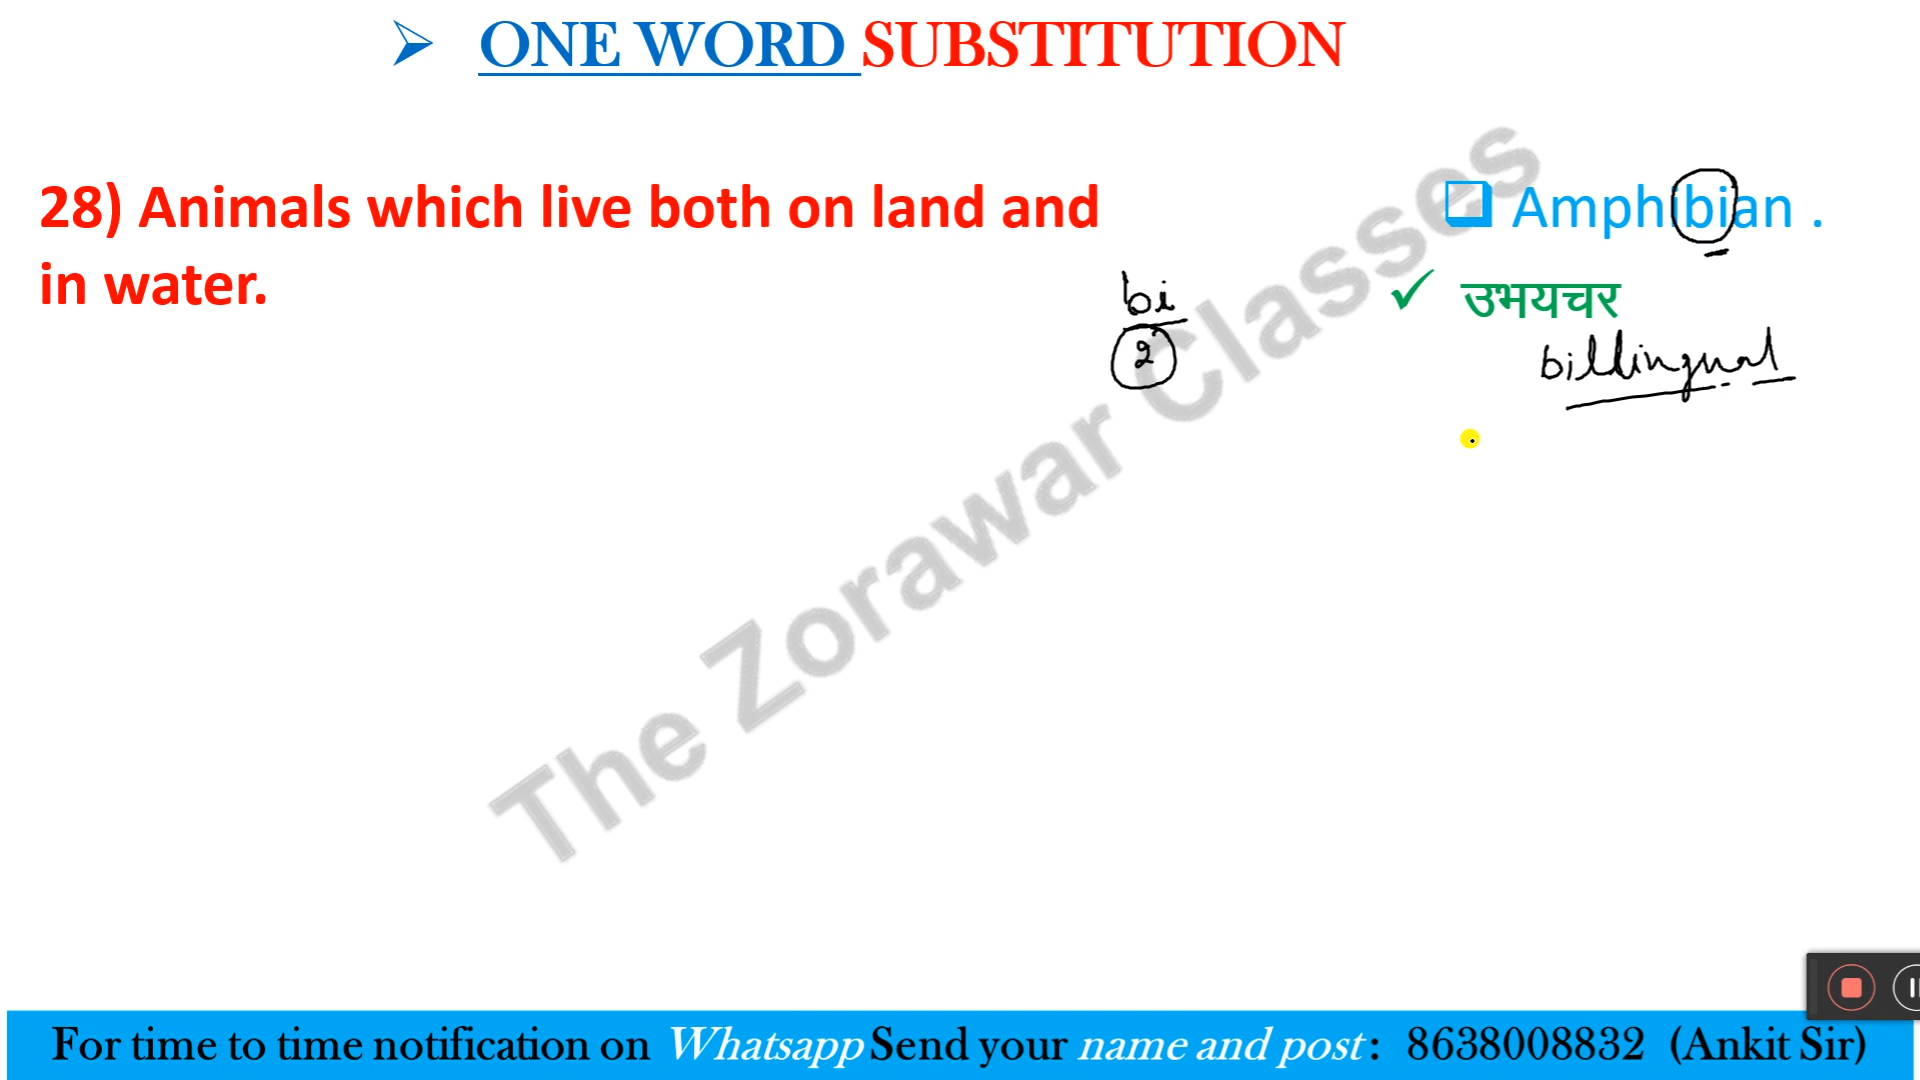 ONE WORD SUBSTITUTION
28) Animals which live both on land and
in water.
Amphibian .
उभयचर
bi
2
billingual
The Zorawar Classes
For time to time notification on Whatsapp Send your name and post : 8638008832 (Ankit Sir)